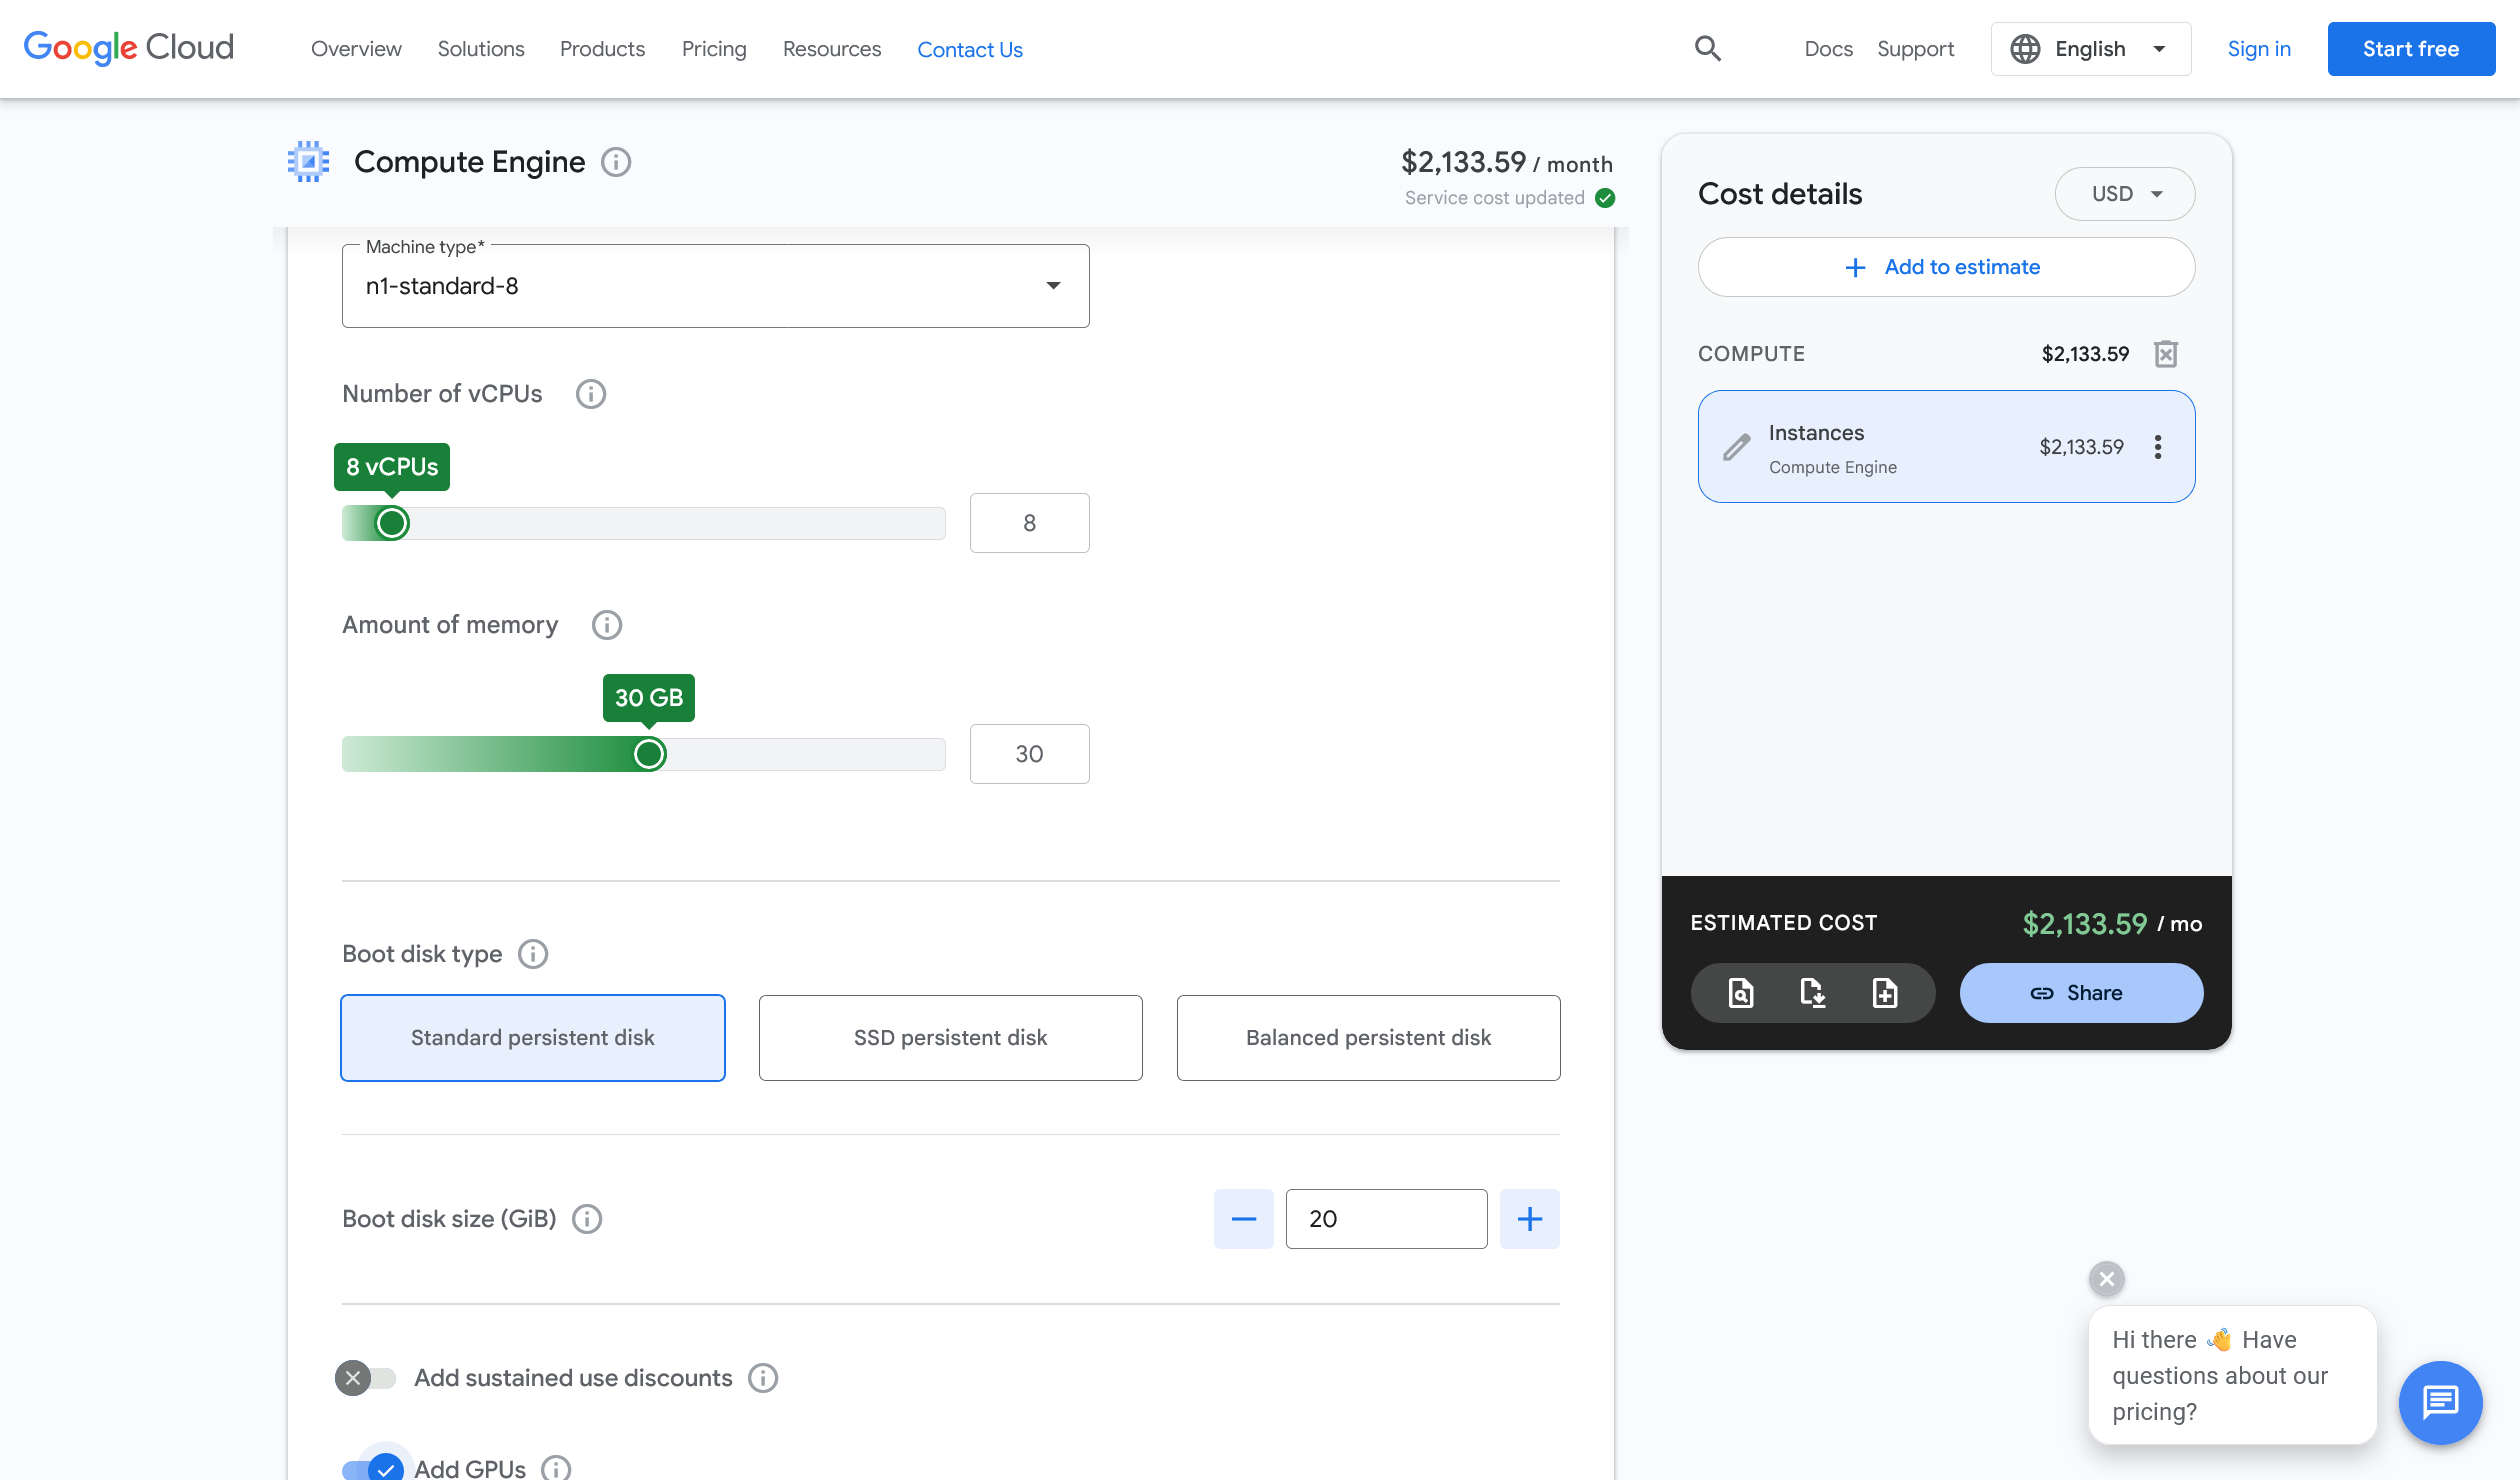 Google Cloud
Overview Solutions Products Pricing Resources Contact Us Docs Support English Sign in Start free
Compute Engine
$2,133.59 / month
Service cost updated
Machine type*
n1-standard-8
Number of vCPUs
8 vCPUs
8
Amount of memory
30 GB
30
Boot disk type
Standard persistent disk
SSD persistent disk
Balanced persistent disk
Boot disk size (GiB)
20
Add sustained use discounts
Add GPUs
Cost details
USD
Add to estimate
COMPUTE $2,133.59
Instances
Compute Engine
$2,133.59
ESTIMATED COST $2,133.59 / mo
Share
Hi there 👋 Have
questions about our
pricing?